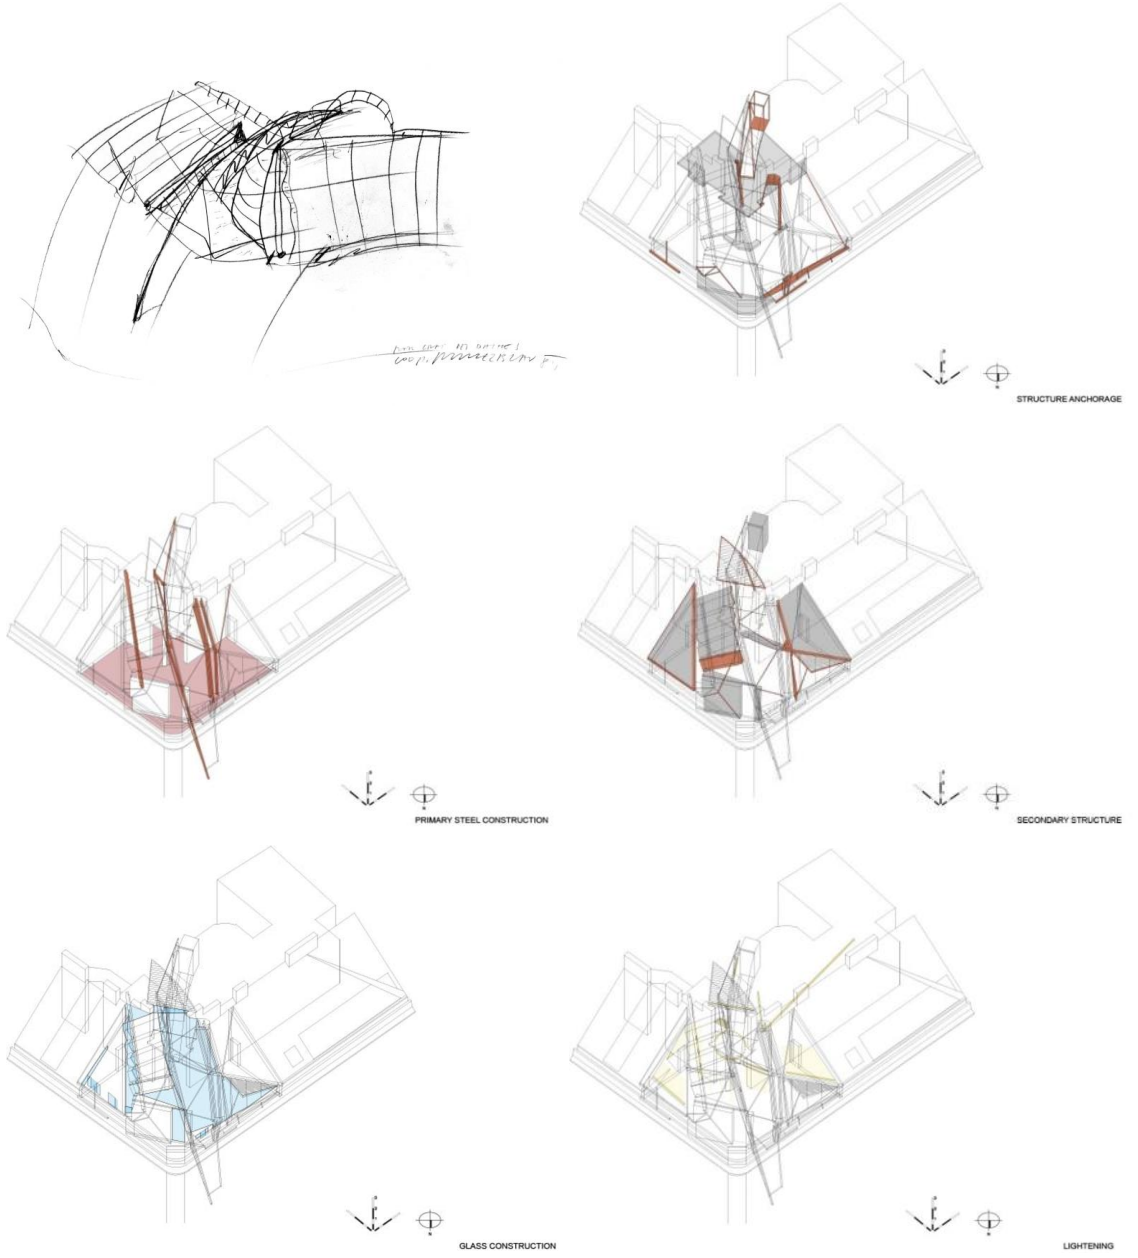 STRUCTURE ANCHORAGE
PRIMARY STEEL CONSTRUCTION
SECONDARY STRUCTURE
GLASS CONSTRUCTION
LIGHTENING